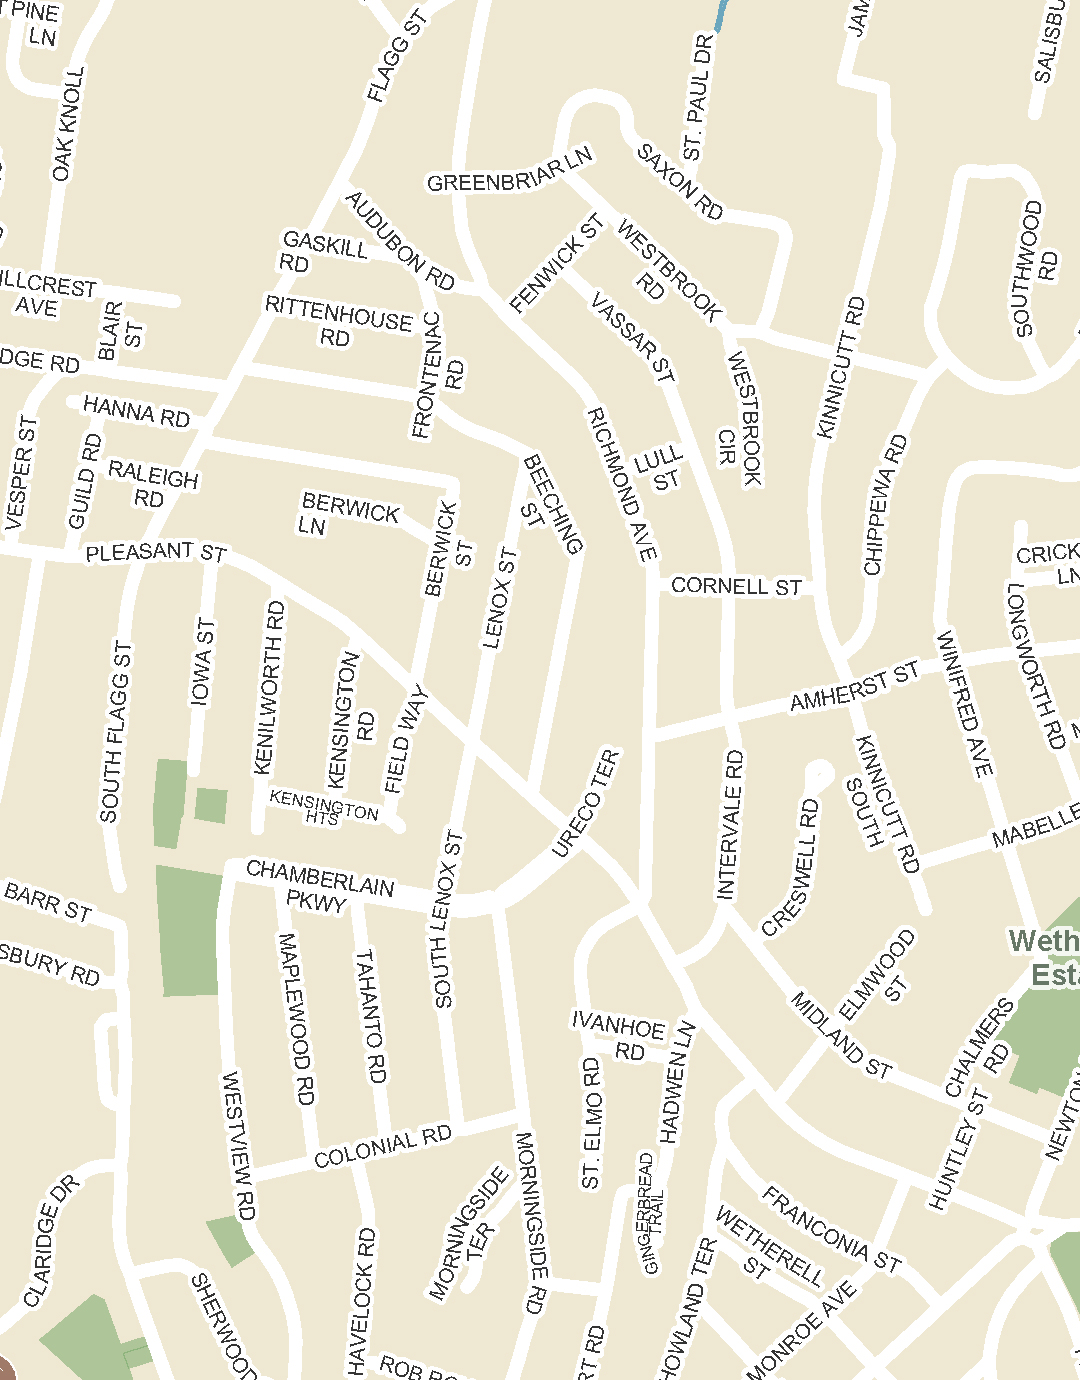 PINE
LN
OAK KNOLL
FLAGG ST
ST. PAUL DR
JAM
SALISBU
GREENBRIAR LN
SAXON RD
AUDUBON RD
GASKILL
RD
FENWICK ST
WESTBROOK
RD
SOUTHWOOD
RD
ILLCREST
AVE
BLAIR
ST
RITTENHOUSE
RD
VASSAR ST
KINNICUTT RD
DGE RD
FRONTENAC
RD
WESTBROOK
CIR
HANNA RD
VESPER ST
GUILD RD
RALEIGH
RD
RICHMOND AVE
LULL
ST
CHIPPEWA RD
BERWICK
LN
BERWICK
ST
BEECHING
ST
LENOX ST
PLEASANT ST
CORNELL ST
CRICK
LN
LONGWORTH RD
SOUTH FLAGG ST
IOWA ST
KENILWORTH RD
KENSINGTON
RD
FIELD WAY
AMHERST ST
WINIFRED AVE
KENSINGTON
HTS
URECO TER
INTERVALE RD
CRESWELL RD
KINNICUTT RD
SOUTH
MABELLE
CHAMBERLAIN
PKWY
SOUTH LENOX ST
BARR ST
SBURY RD
MAPLEWOOD RD
TAHANTO RD
ELMWOOD
ST
Weth
Esta
MIDLAND ST
CHALMERS
RD
IVANHOE
RD
HADWEN LN
ST. ELMO RD
WESTVIEW RD
COLONIAL RD
HUNTLEY ST
NEWTON
MORNINGSIDE
TER
MORNINGSIDE RD
GINGERBREAD
TRAIL
CLARIDGE DR
FRANCONIA ST
WETHERELL
ST
SHERWOOD
HAVELOCK RD
HOWLAND TER
MONROE AVE
RT RD
ROB RO